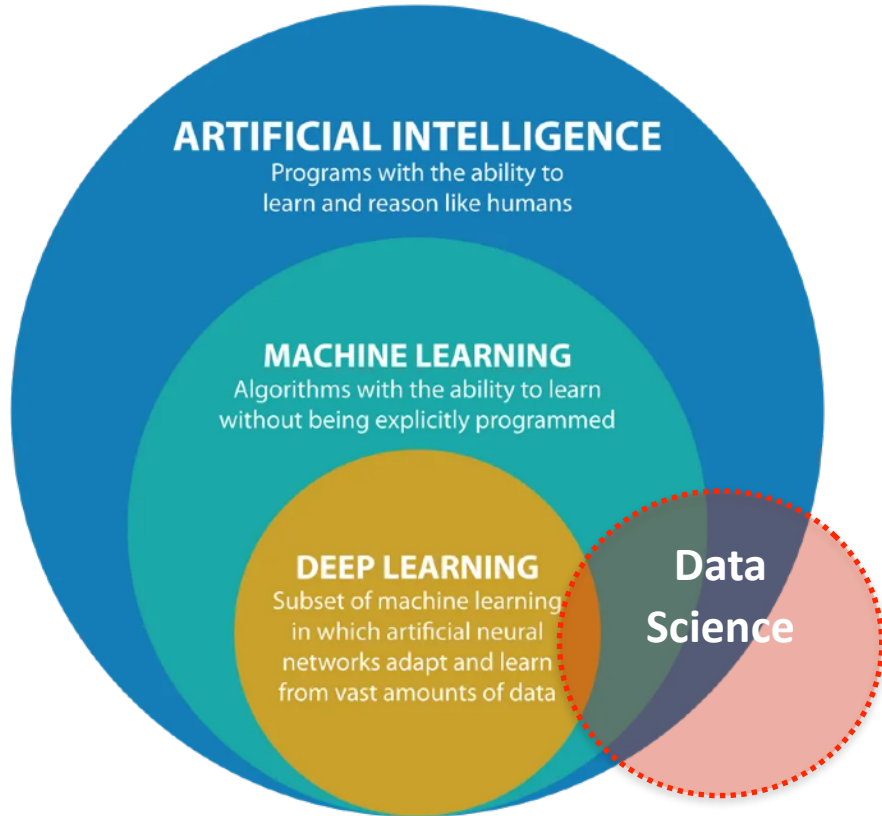 ARTIFICIAL INTELLIGENCE
Programs with the ability to
learn and reason like humans
MACHINE LEARNING
Algorithms with the ability to learn
without being explicitly programmed
DEEP LEARNING
Subset of machine learning
in which artificial neural
networks adapt and learn
from vast amounts of data
Data
Science